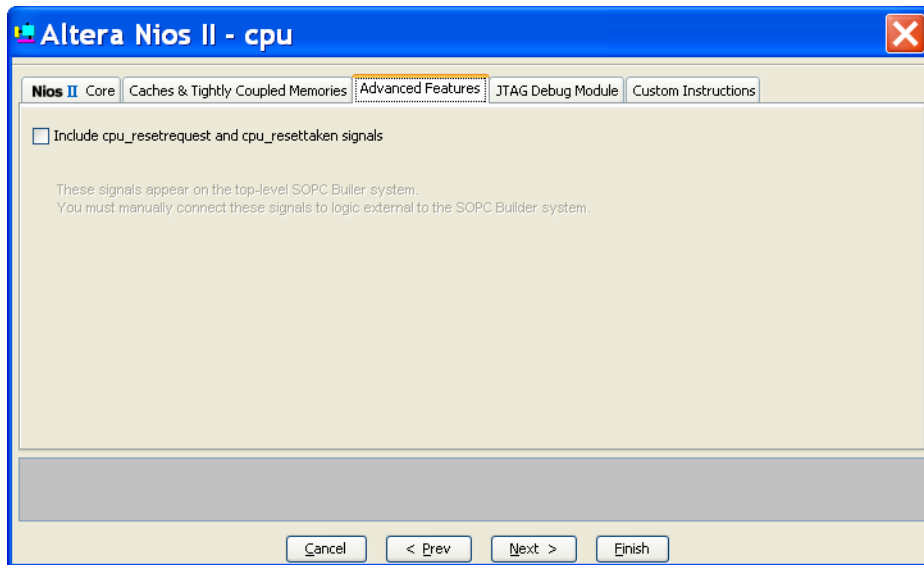 Altera Nios II - cpu
Nios II Core Caches & Tightly Coupled Memories Advanced Features JTAG Debug Module Custom Instructions
Include cpu_resetrequest and cpu_resettaken signals
These signals appear on the top-level SOPC Builer system.
You must manually connect these signals to logic external to the SOPC Builder system.
Cancel < Prev Next > Finish